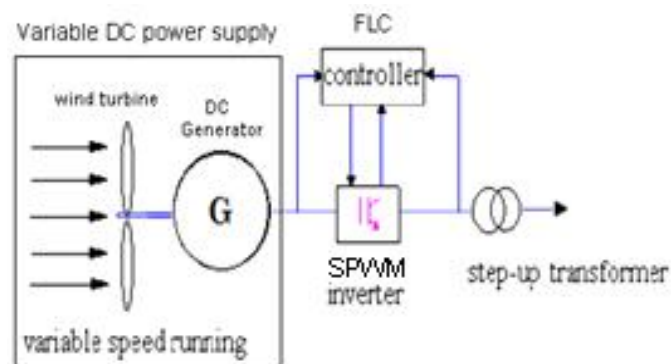 Variable DC power supply
FLC
controller
wind turbine
DC
Generator
G
SPWM
inverter
step-up transformer
variable speed running